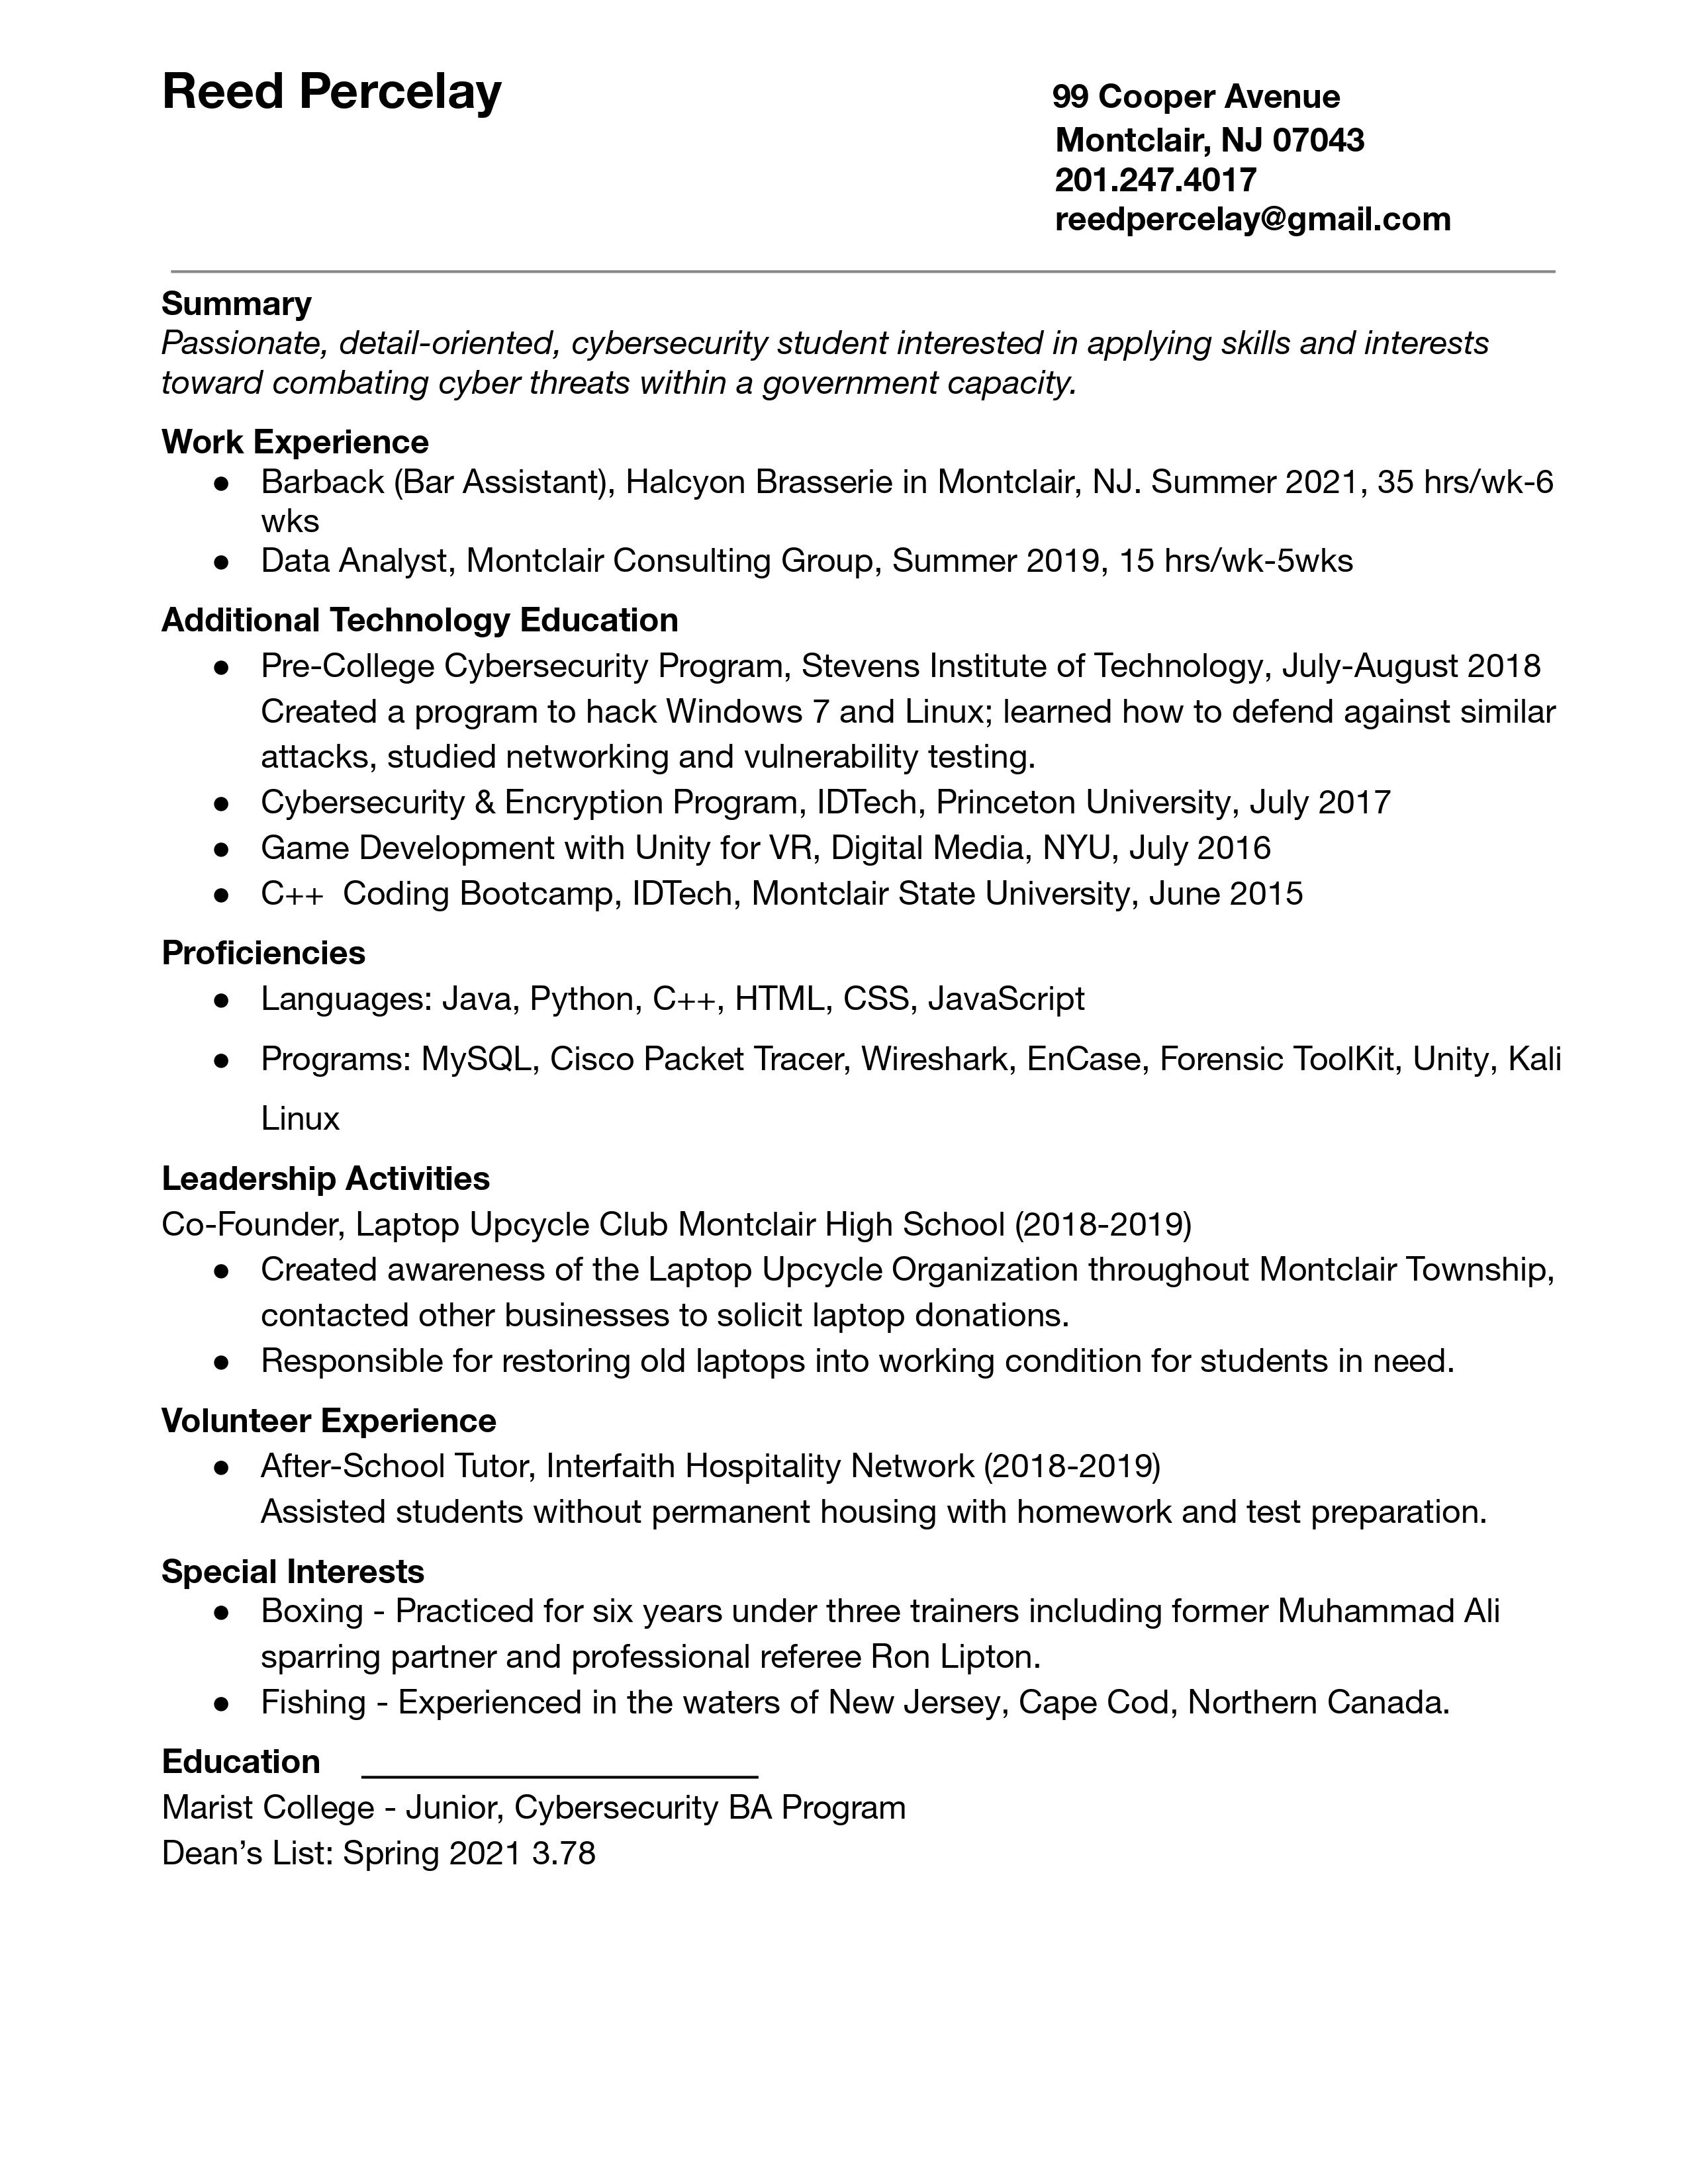 Reed Percelay
99 Cooper Avenue
Montclair, NJ 07043
201.247.4017
reedpercelay@gmail.com
Summary
Passionate, detail-oriented, cybersecurity student interested in applying skills and interests
toward combating cyber threats within a government capacity.
Work Experience
● Barback (Bar Assistant), Halcyon Brasserie in Montclair, NJ. Summer 2021, 35 hrs/wk-6
wks
● Data Analyst, Montclair Consulting Group, Summer 2019, 15 hrs/wk-5wks
Additional Technology Education
● Pre-College Cybersecurity Program, Stevens Institute of Technology, July-August 2018
Created a program to hack Windows 7 and Linux; learned how to defend against similar
attacks, studied networking and vulnerability testing.
● Cybersecurity & Encryption Program, IDTech, Princeton University, July 2017
● Game Development with Unity for VR, Digital Media, NYU, July 2016
● C++  Coding Bootcamp, IDTech, Montclair State University, June 2015
Proficiencies
● Languages: Java, Python, C++, HTML, CSS, JavaScript
● Programs: MySQL, Cisco Packet Tracer, Wireshark, EnCase, Forensic ToolKit, Unity, Kali
Linux
Leadership Activities
Co-Founder, Laptop Upcycle Club Montclair High School (2018-2019)
● Created awareness of the Laptop Upcycle Organization throughout Montclair Township,
contacted other businesses to solicit laptop donations.
● Responsible for restoring old laptops into working condition for students in need.
Volunteer Experience
● After-School Tutor, Interfaith Hospitality Network (2018-2019)
Assisted students without permanent housing with homework and test preparation.
Special Interests
● Boxing - Practiced for six years under three trainers including former Muhammad Ali
sparring partner and professional referee Ron Lipton.
● Fishing - Experienced in the waters of New Jersey, Cape Cod, Northern Canada.
Education
Marist College - Junior, Cybersecurity BA Program
Dean’s List: Spring 2021 3.78